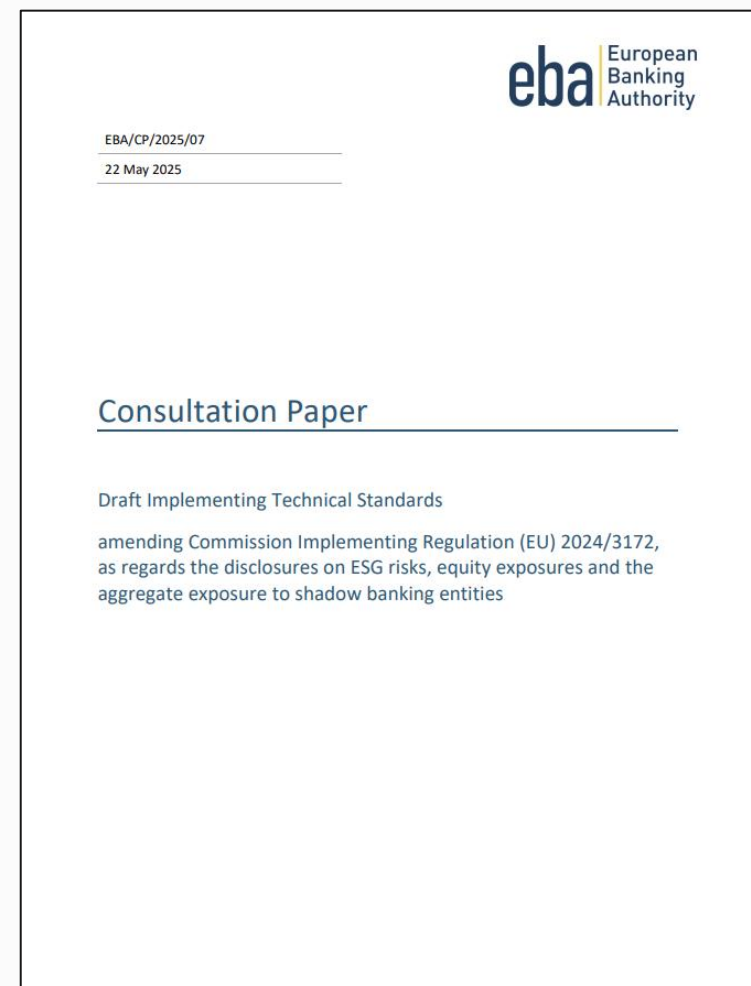 eba European
Banking
Authority
EBA/CP/2025/07
22 May 2025
Consultation Paper
Draft Implementing Technical Standards
amending Commission Implementing Regulation (EU) 2024/3172,
as regards the disclosures on ESG risks, equity exposures and the
aggregate exposure to shadow banking entities